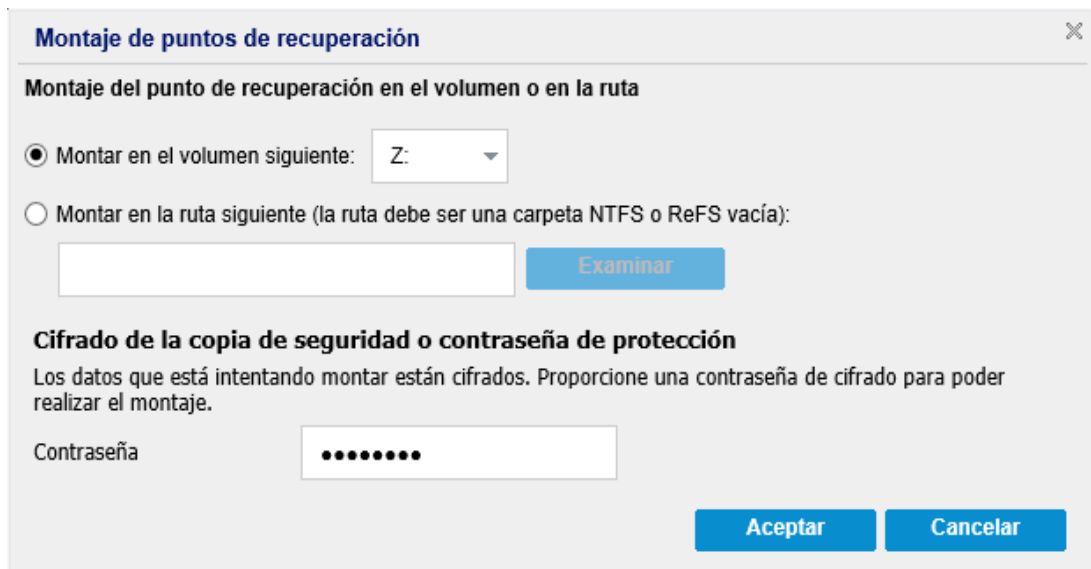 Montaje de puntos de recuperación
Montaje del punto de recuperación en el volumen o en la ruta
Montar en el volumen siguiente: Z:
Montar en la ruta siguiente (la ruta debe ser una carpeta NTFS o ReFS vacía):
Examinar
Cifrado de la copia de seguridad o contraseña de protección
Los datos que está intentando montar están cifrados. Proporcione una contraseña de cifrado para poder
realizar el montaje.
Contraseña ••••••••
Aceptar Cancelar